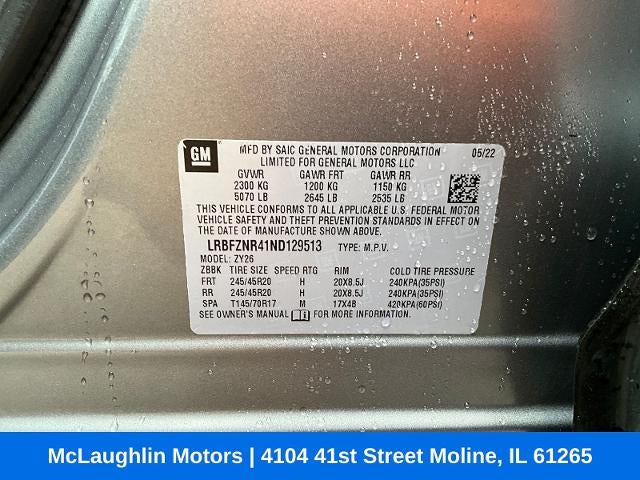 GM
MFD BY SAIC GENERAL MOTORS CORPORATION 05/22
LIMITED FOR GENERAL MOTORS LLC
GVWR GAWR FRT GAWR RR
2300 KG 1200 KG 1150 KG
5070 LB 2645 LB 2535 LB
THIS VEHICLE CONFORMS TO ALL APPLICABLE U.S. FEDERAL MOTOR
VEHICLE SAFETY AND THEFT PREVENTION STANDARDS IN EFFECT ON
THE DATE OF MANUFACTURE SHOWN ABOVE.
LRBFZNR41ND129513 TYPE: M.P.V.
MODEL: ZY26
ZBBK TIRE SIZE SPEED RTG RIM COLD TIRE PRESSURE
FRT 245/45R20 H 20X8.5J 240KPA(35PSI)
RR 245/45R20 H 20X8.5J 240KPA(35PSI)
SPA T145/70R17 M 17X4B 420KPA(60PSI)
SEE OWNER'S MANUAL FOR MORE INFORMATION
McLaughlin Motors | 4104 41st Street Moline, IL 61265